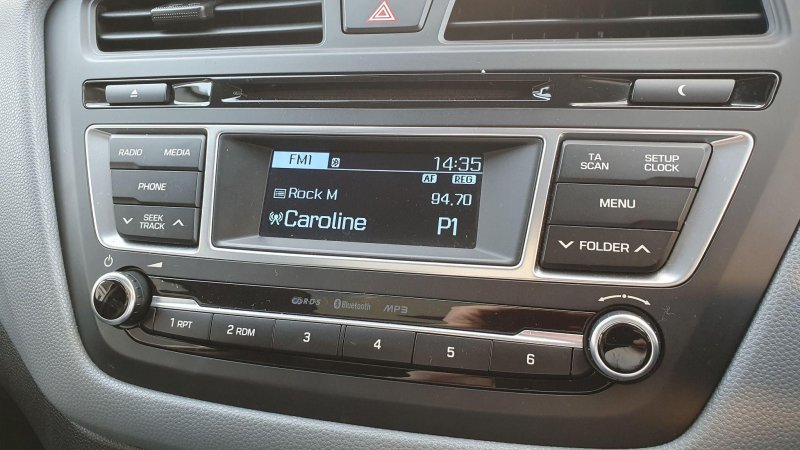 RADIO MEDIA
PHONE
SEEK
TRACK
FM1 14:35
AF REG
Rock M 94.70
Caroline P1
TA
SCAN
SETUP
CLOCK
MENU
FOLDER
R·D·S Bluetooth MP3
1 RPT
2 RDM
3
4
5
6